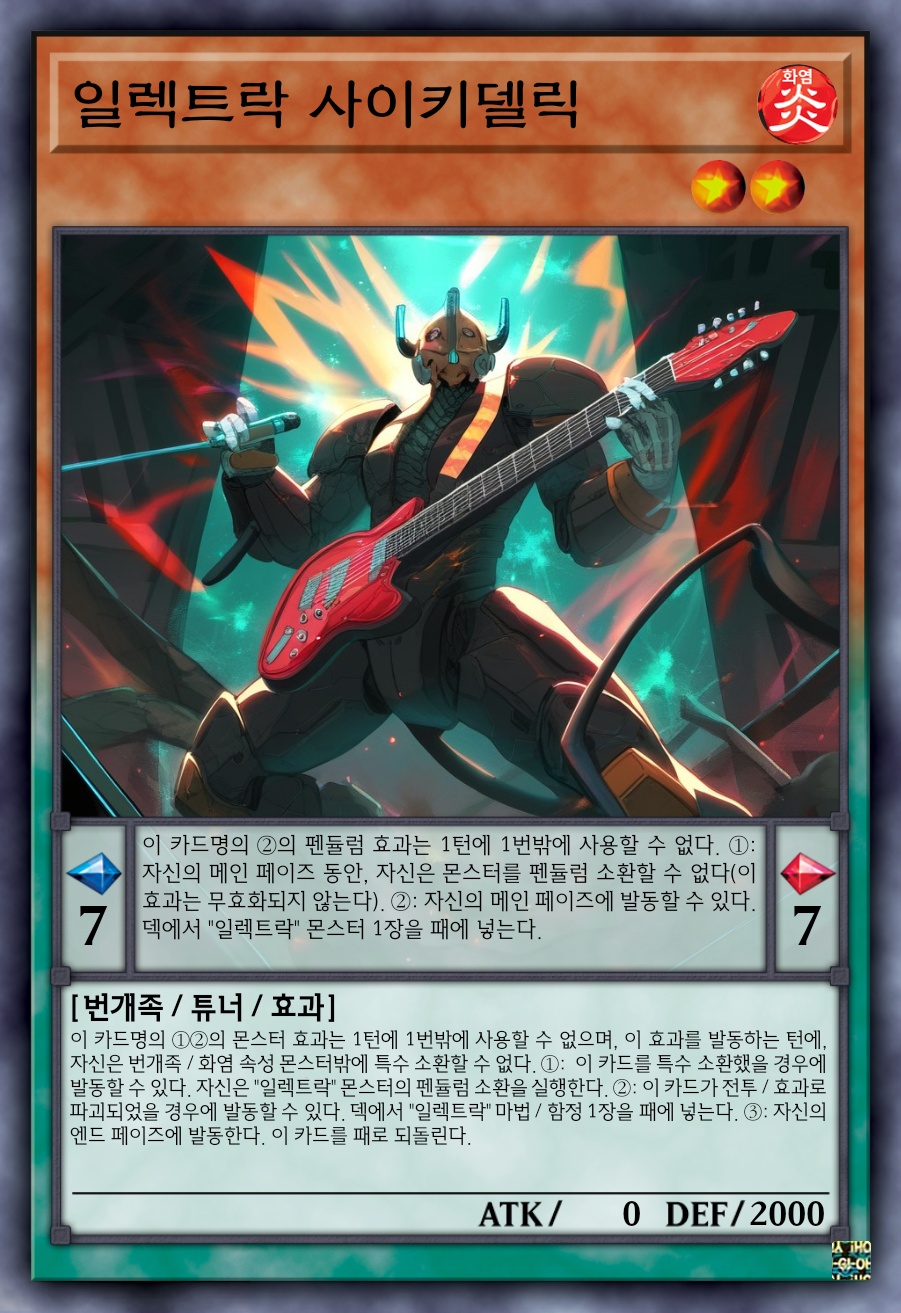 일렉트락 사이키델릭
화염
炎
이 카드명의 ②의 펜듈럼 효과는 1턴에 1번밖에 사용할 수 없다. ①:
자신의 메인 페이즈 동안, 자신은 몬스터를 펜듈럼 소환할 수 없다(이
효과는 무효화되지 않는다). ②: 자신의 메인 페이즈에 발동할 수 있다.
덱에서 "일렉트락" 몬스터 1장을 패에 넣는다.
7
7
[번개족 / 튜너 / 효과]
이 카드명의 ①②의 몬스터 효과는 1턴에 1번밖에 사용할 수 없으며, 이 효과를 발동하는 턴에,
자신은 번개족 / 화염 속성 몬스터밖에 특수 소환할 수 없다. ①: 이 카드를 특수 소환했을 경우에
발동할 수 있다. 자신은 "일렉트락" 몬스터의 펜듈럼 소환을 실행한다. ②: 이 카드가 전투 / 효과로
파괴되었을 경우에 발동할 수 있다. 덱에서 "일렉트락" 마법 / 함정 1장을 패에 넣는다. ③: 자신의
엔드 페이즈에 발동한다. 이 카드를 패로 되돌린다.
ATK/ 0 DEF/2000